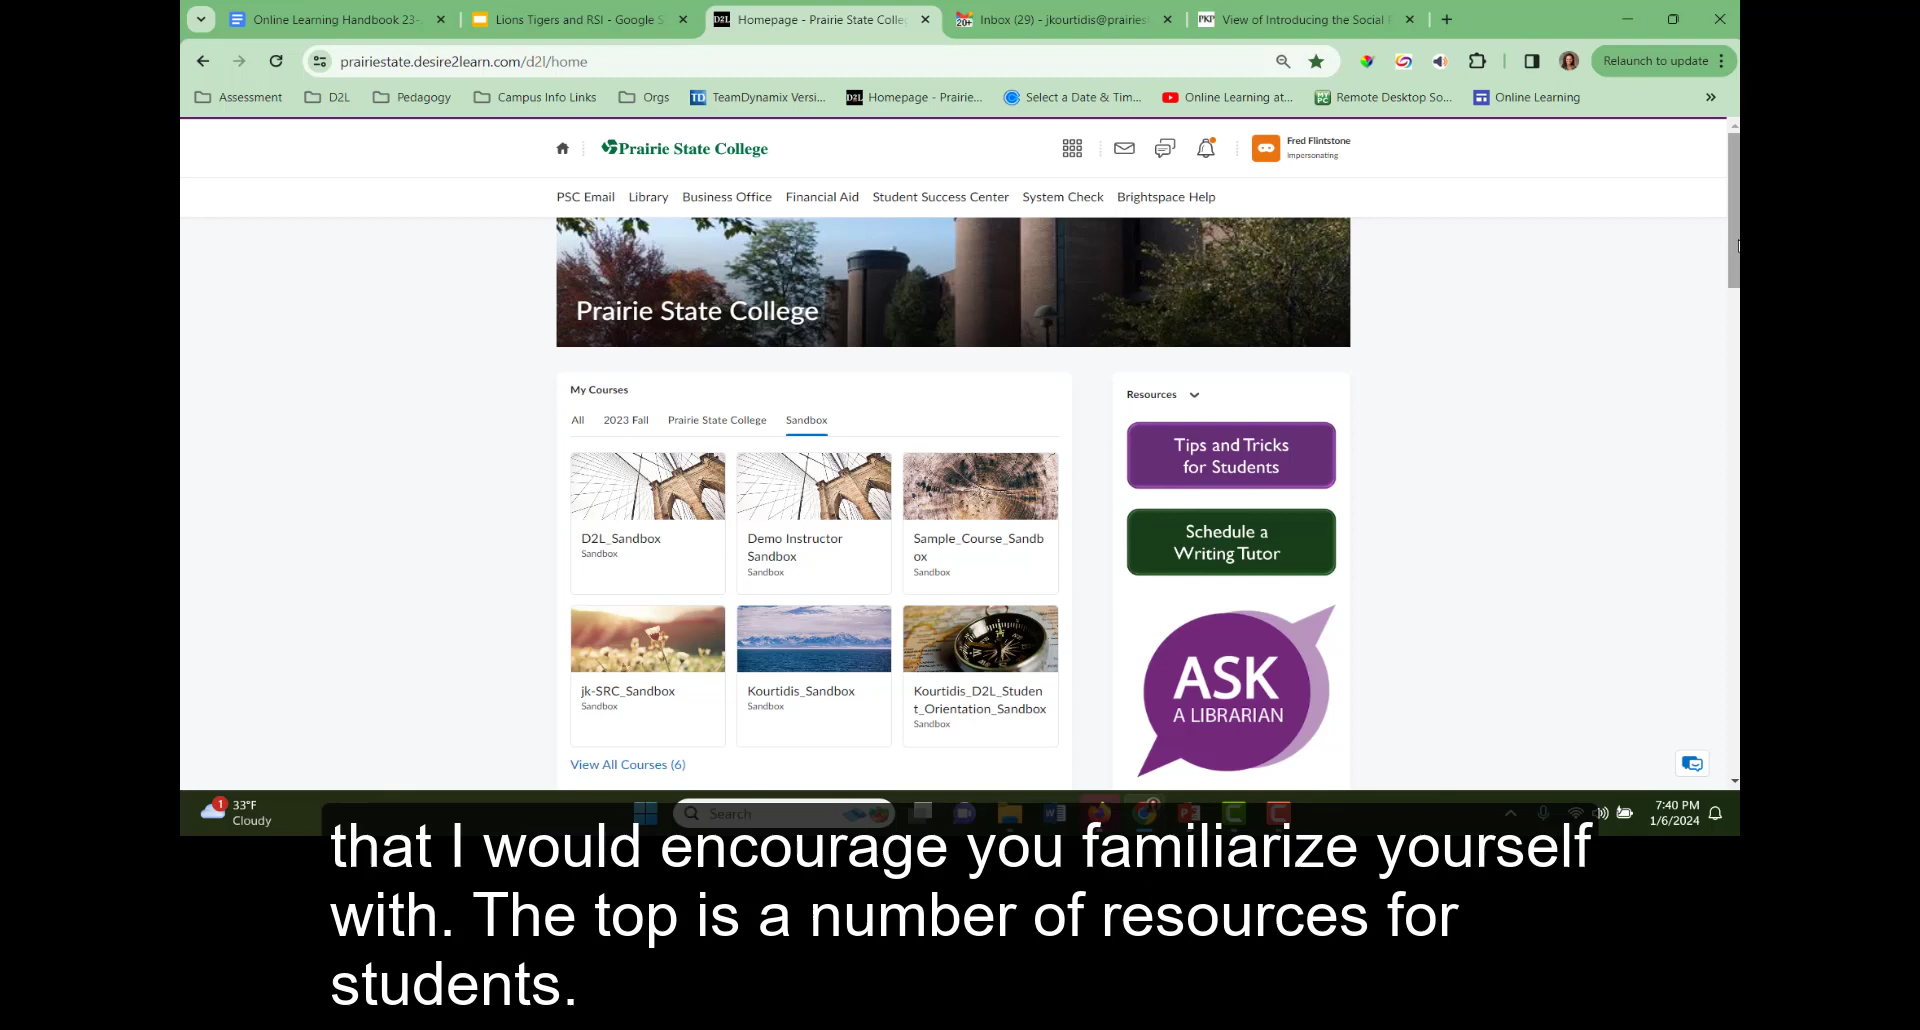 Online Learning Handbook 23-
Lions Tigers and RSI - Google S
D2L Homepage - Prairie State Colleg
20+ Inbox (29) - jkourtidis@prairies
PKP View of Introducing the Social
prairiestate.desire2learn.com/d2l/home
Relaunch to update
Assessment
D2L
Pedagogy
Campus Info Links
Orgs
TD TeamDynamix Versi...
D2L Homepage - Prairie...
Select a Date & Tim...
Online Learning at...
Remote Desktop So...
Online Learning
Prairie State College
Fred Flintstone
Impersonating
PSC Email
Library
Business Office
Financial Aid
Student Success Center
System Check
Brightspace Help
Prairie State College
My Courses
All
2023 Fall
Prairie State College
Sandbox
D2L_Sandbox
Sandbox
Demo Instructor
Sandbox
Sandbox
Sample_Course_Sandb
ox
Sandbox
jk-SRC_Sandbox
Sandbox
Kourtidis_Sandbox
Sandbox
Kourtidis_D2L_Studen
t_Orientation_Sandbox
Sandbox
View All Courses (6)
Resources
Tips and Tricks
for Students
Schedule a
Writing Tutor
ASK
A LIBRARIAN
1
33°F
Cloudy
Search
7:40 PM
1/6/2024
that I would encourage you familiarize yourself
with. The top is a number of resources for
students.